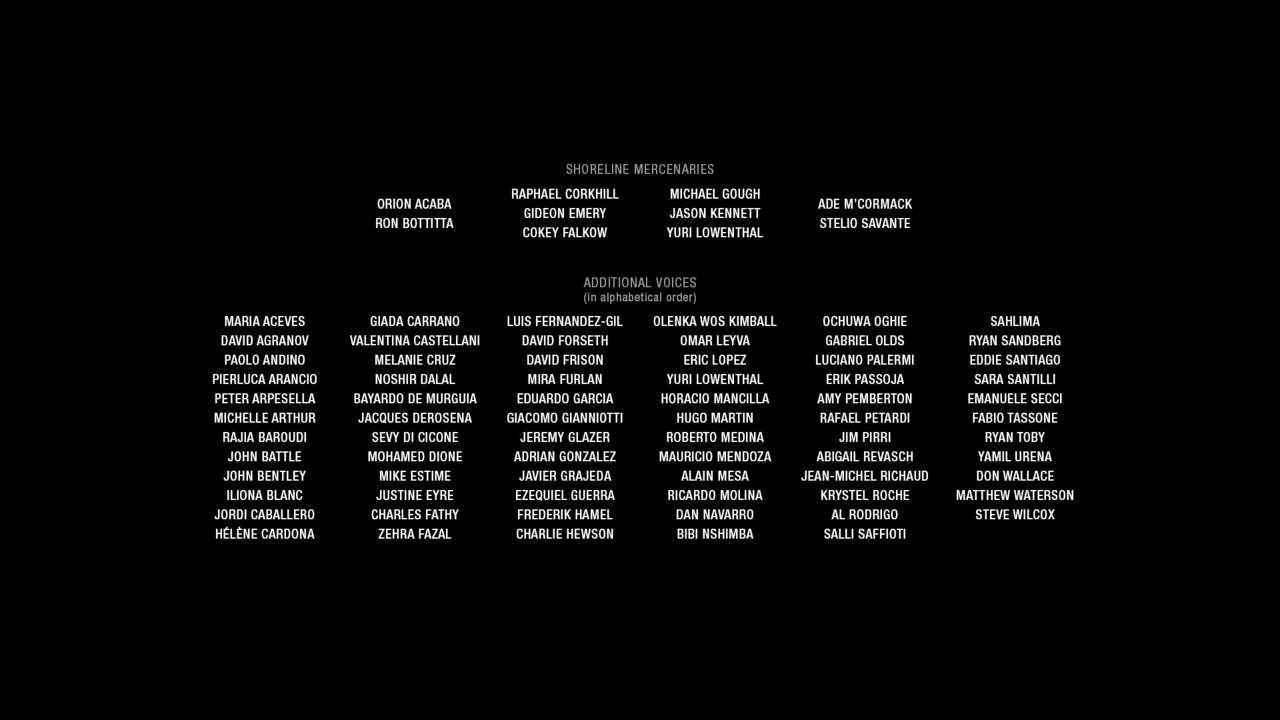 SHORELINE MERCENARIES
ORION ACABA
RON BOTTITTA
RAPHAEL CORKHILL
GIDEON EMERY
COKEY FALKOW
MICHAEL GOUGH
JASON KENNETT
YURI LOWENTHAL
ADE M'CORMACK
STELIO SAVANTE
ADDITIONAL VOICES
(in alphabetical order)
MARIA ACEVES
DAVID AGRANOV
PAOLO ANDINO
PIERLUCA ARANCIO
PETER ARPESELLA
MICHELLE ARTHUR
RAJIA BAROUDI
JOHN BATTLE
JOHN BENTLEY
ILIONA BLANC
JORDI CABALLERO
HÉLÈNE CARDONA
GIADA CARRANO
VALENTINA CASTELLANI
MELANIE CRUZ
NOSHIR DALAL
BAYARDO DE MURGUIA
JACQUES DEROSENA
SEVY DI CICONE
MOHAMED DIONE
MIKE ESTIME
JUSTINE EYRE
CHARLES FATHY
ZEHRA FAZAL
LUIS FERNANDEZ-GIL
DAVID FORSETH
DAVID FRISON
MIRA FURLAN
EDUARDO GARCIA
GIACOMO GIANNIOTTI
JEREMY GLAZER
ADRIAN GONZALEZ
JAVIER GRAJEDA
EZEQUIEL GUERRA
FREDERIK HAMEL
CHARLIE HEWSON
OLENKA WOS KIMBALL
OMAR LEYVA
ERIC LOPEZ
YURI LOWENTHAL
HORACIO MANCILLA
HUGO MARTIN
ROBERTO MEDINA
MAURICIO MENDOZA
ALAIN MESA
RICARDO MOLINA
DAN NAVARRO
BIBI NSHIMBA
OCHUWA OGHIE
GABRIEL OLDS
LUCIANO PALERMI
ERIK PASSOJA
AMY PEMBERTON
RAFAEL PETARDI
JIM PIRRI
ABIGAIL REVASCH
JEAN-MICHEL RICHAUD
KRYSTEL ROCHE
AL RODRIGO
SALLI SAFFIOTI
SAHLIMA
RYAN SANDBERG
EDDIE SANTIAGO
SARA SANTILLI
EMANUELE SECCI
FABIO TASSONE
RYAN TOBY
YAMIL URENA
DON WALLACE
MATTHEW WATERSON
STEVE WILCOX